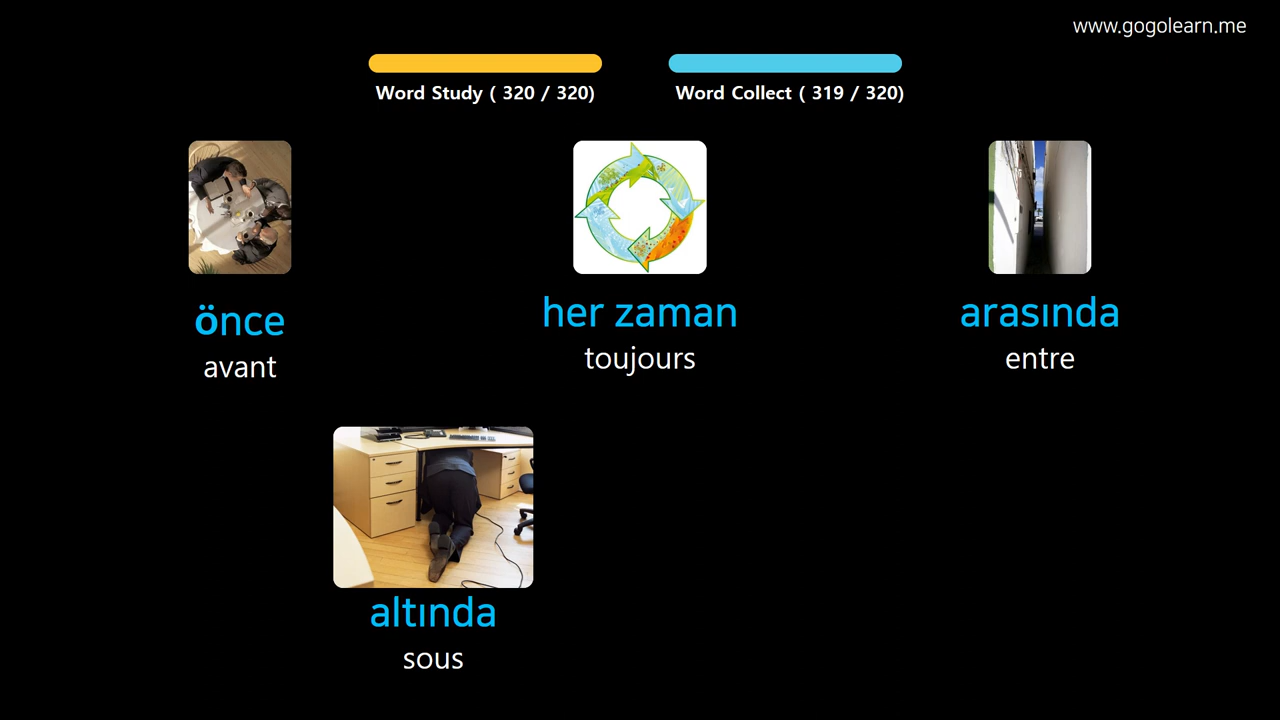 www.gogolearn.me
Word Study ( 320 / 320)
Word Collect ( 319 / 320)
önce
avant
her zaman
toujours
arasında
entre
altında
sous